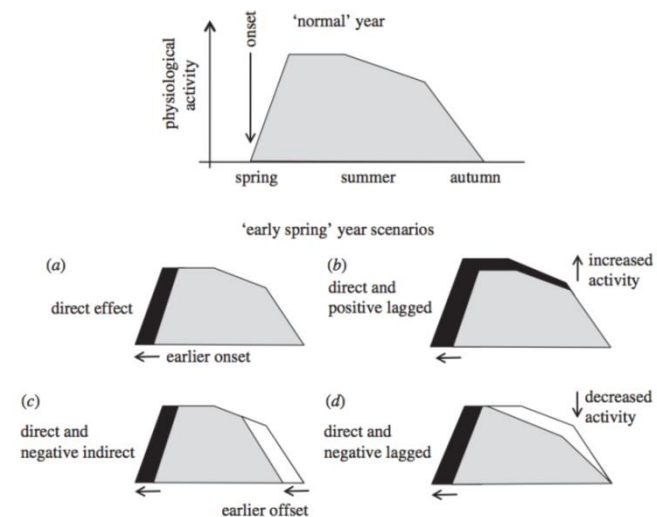 'normal' year
onset
physiological
activity
spring
summer
autumn
'early spring' year scenarios
(a)
direct effect
earlier onset
(b)
direct and
positive lagged
increased
activity
(c)
direct and
negative indirect
earlier offset
(d)
direct and
negative lagged
decreased
activity